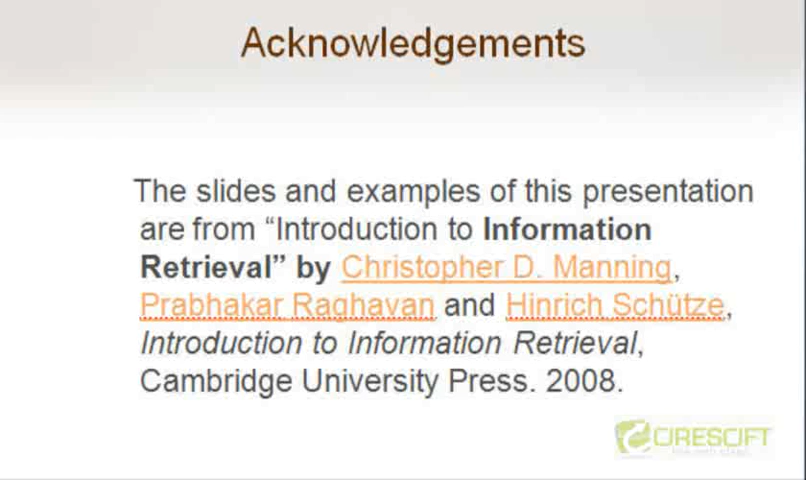 Acknowledgements
The slides and examples of this presentation
are from “Introduction to Information
Retrieval” by Christopher D. Manning,
Prabhakar Raghavan and Hinrich Schütze,
Introduction to Information Retrieval,
Cambridge University Press. 2008.